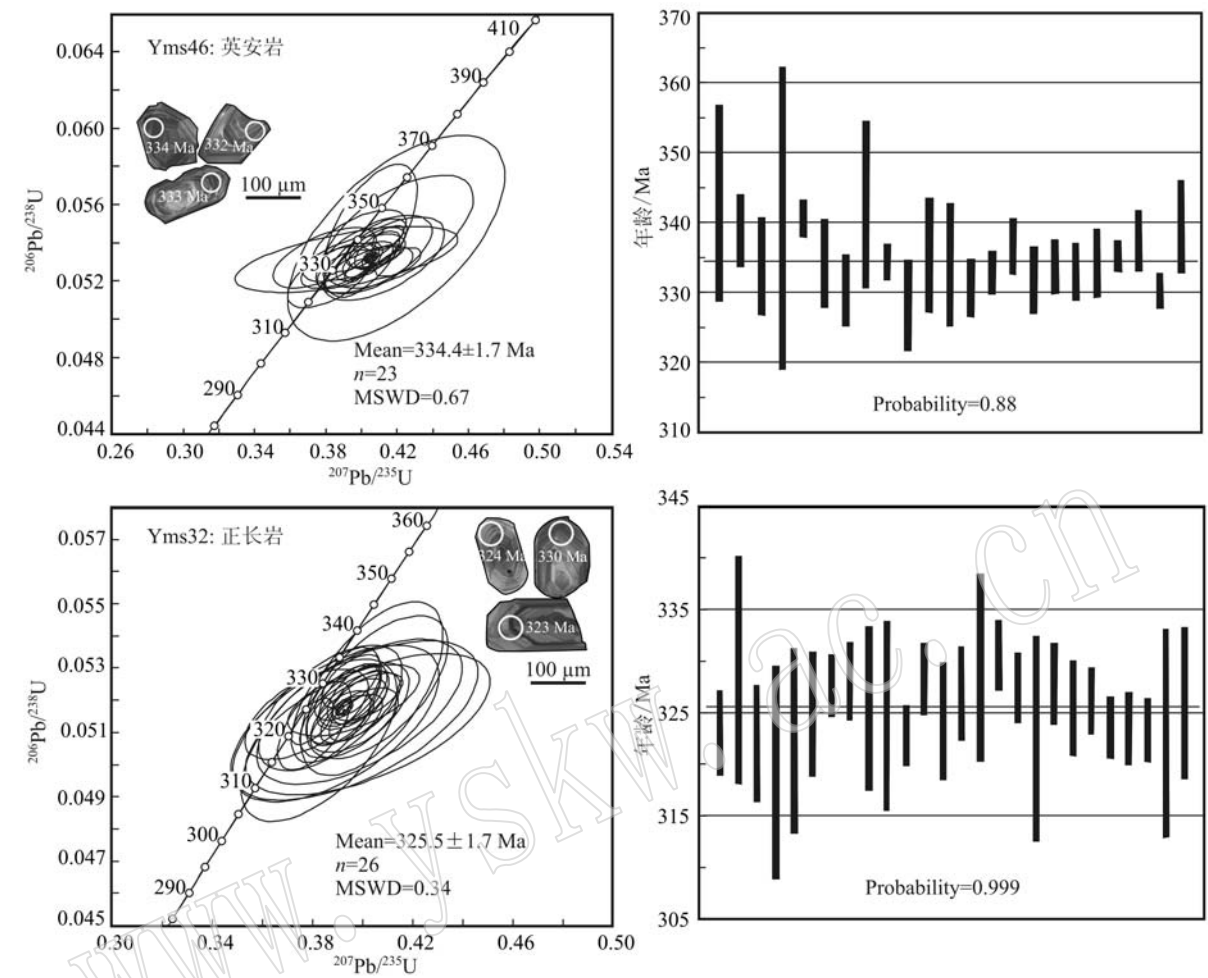 Yms46: 英安岩
0.064
0.060
0.056
0.052
0.048
0.044
²⁰⁶Pb/²³⁸U
410
390
370
350
330
310
290
334 Ma
332 Ma
333 Ma
100 μm
Mean=334.4±1.7 Ma
n=23
MSWD=0.67
0.26 0.30 0.34 0.38 0.42 0.46 0.50 0.54
²⁰⁷Pb/²³⁵U
370
360
350
340
330
320
310
年龄/Ma
Probability=0.88
Yms32: 正长岩
0.057
0.055
0.053
0.051
0.049
0.047
0.045
²⁰⁶Pb/²³⁸U
360
350
340
330
320
310
300
290
324 Ma
330 Ma
323 Ma
100 μm
Mean=325.5±1.7 Ma
n=26
MSWD=0.34
0.30 0.34 0.38 0.42 0.46 0.50
²⁰⁷Pb/²³⁵U
345
335
325
315
305
年龄/Ma
Probability=0.999
www.yskw.ac.cn